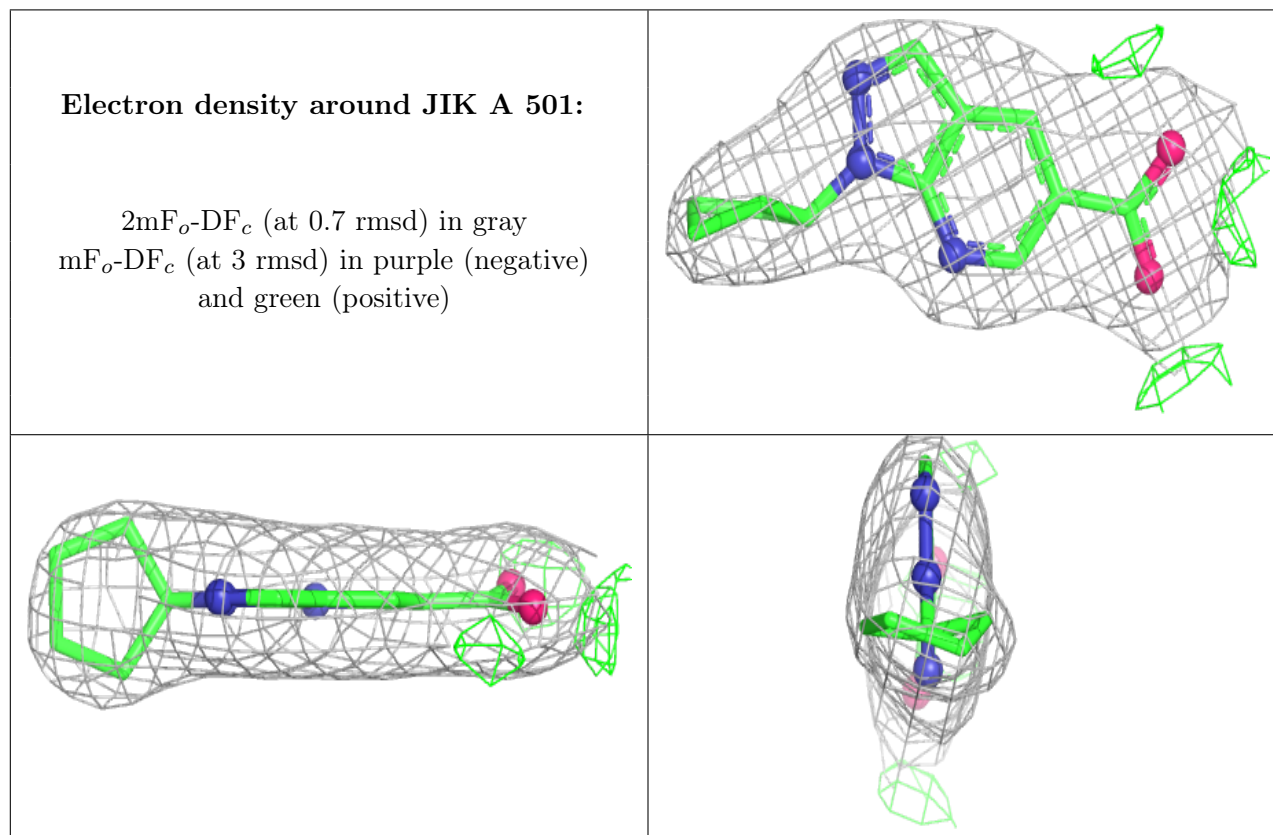 Electron density around JIK A 501:
2mFo-DFc (at 0.7 rmsd) in gray
mFo-DFc (at 3 rmsd) in purple (negative)
and green (positive)